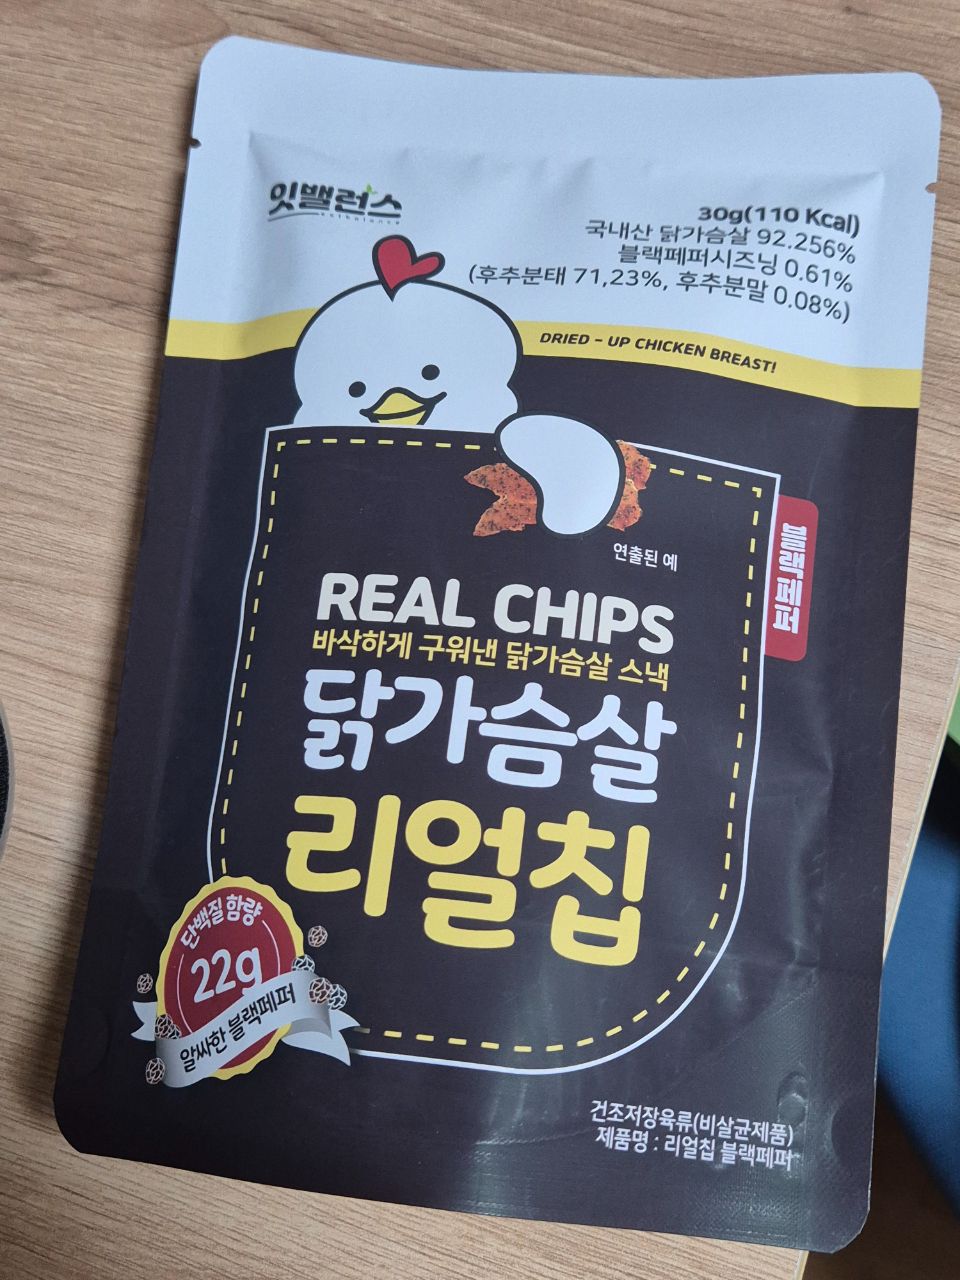 잇밸런스
30g(110 Kcal)
국내산 닭가슴살 92.256%
블랙페퍼시즈닝 0.61%
(후추분태 71,23%, 후추분말 0.08%)
DRIED - UP CHICKEN BREAST!
연출된 예
블랙페퍼
REAL CHIPS
바삭하게 구워낸 닭가슴살 스낵
닭가슴살
리얼칩
단백질 함량
22g
알싸한 블랙페퍼
건조저장육류(비살균제품)
제품명 : 리얼칩 블랙페퍼